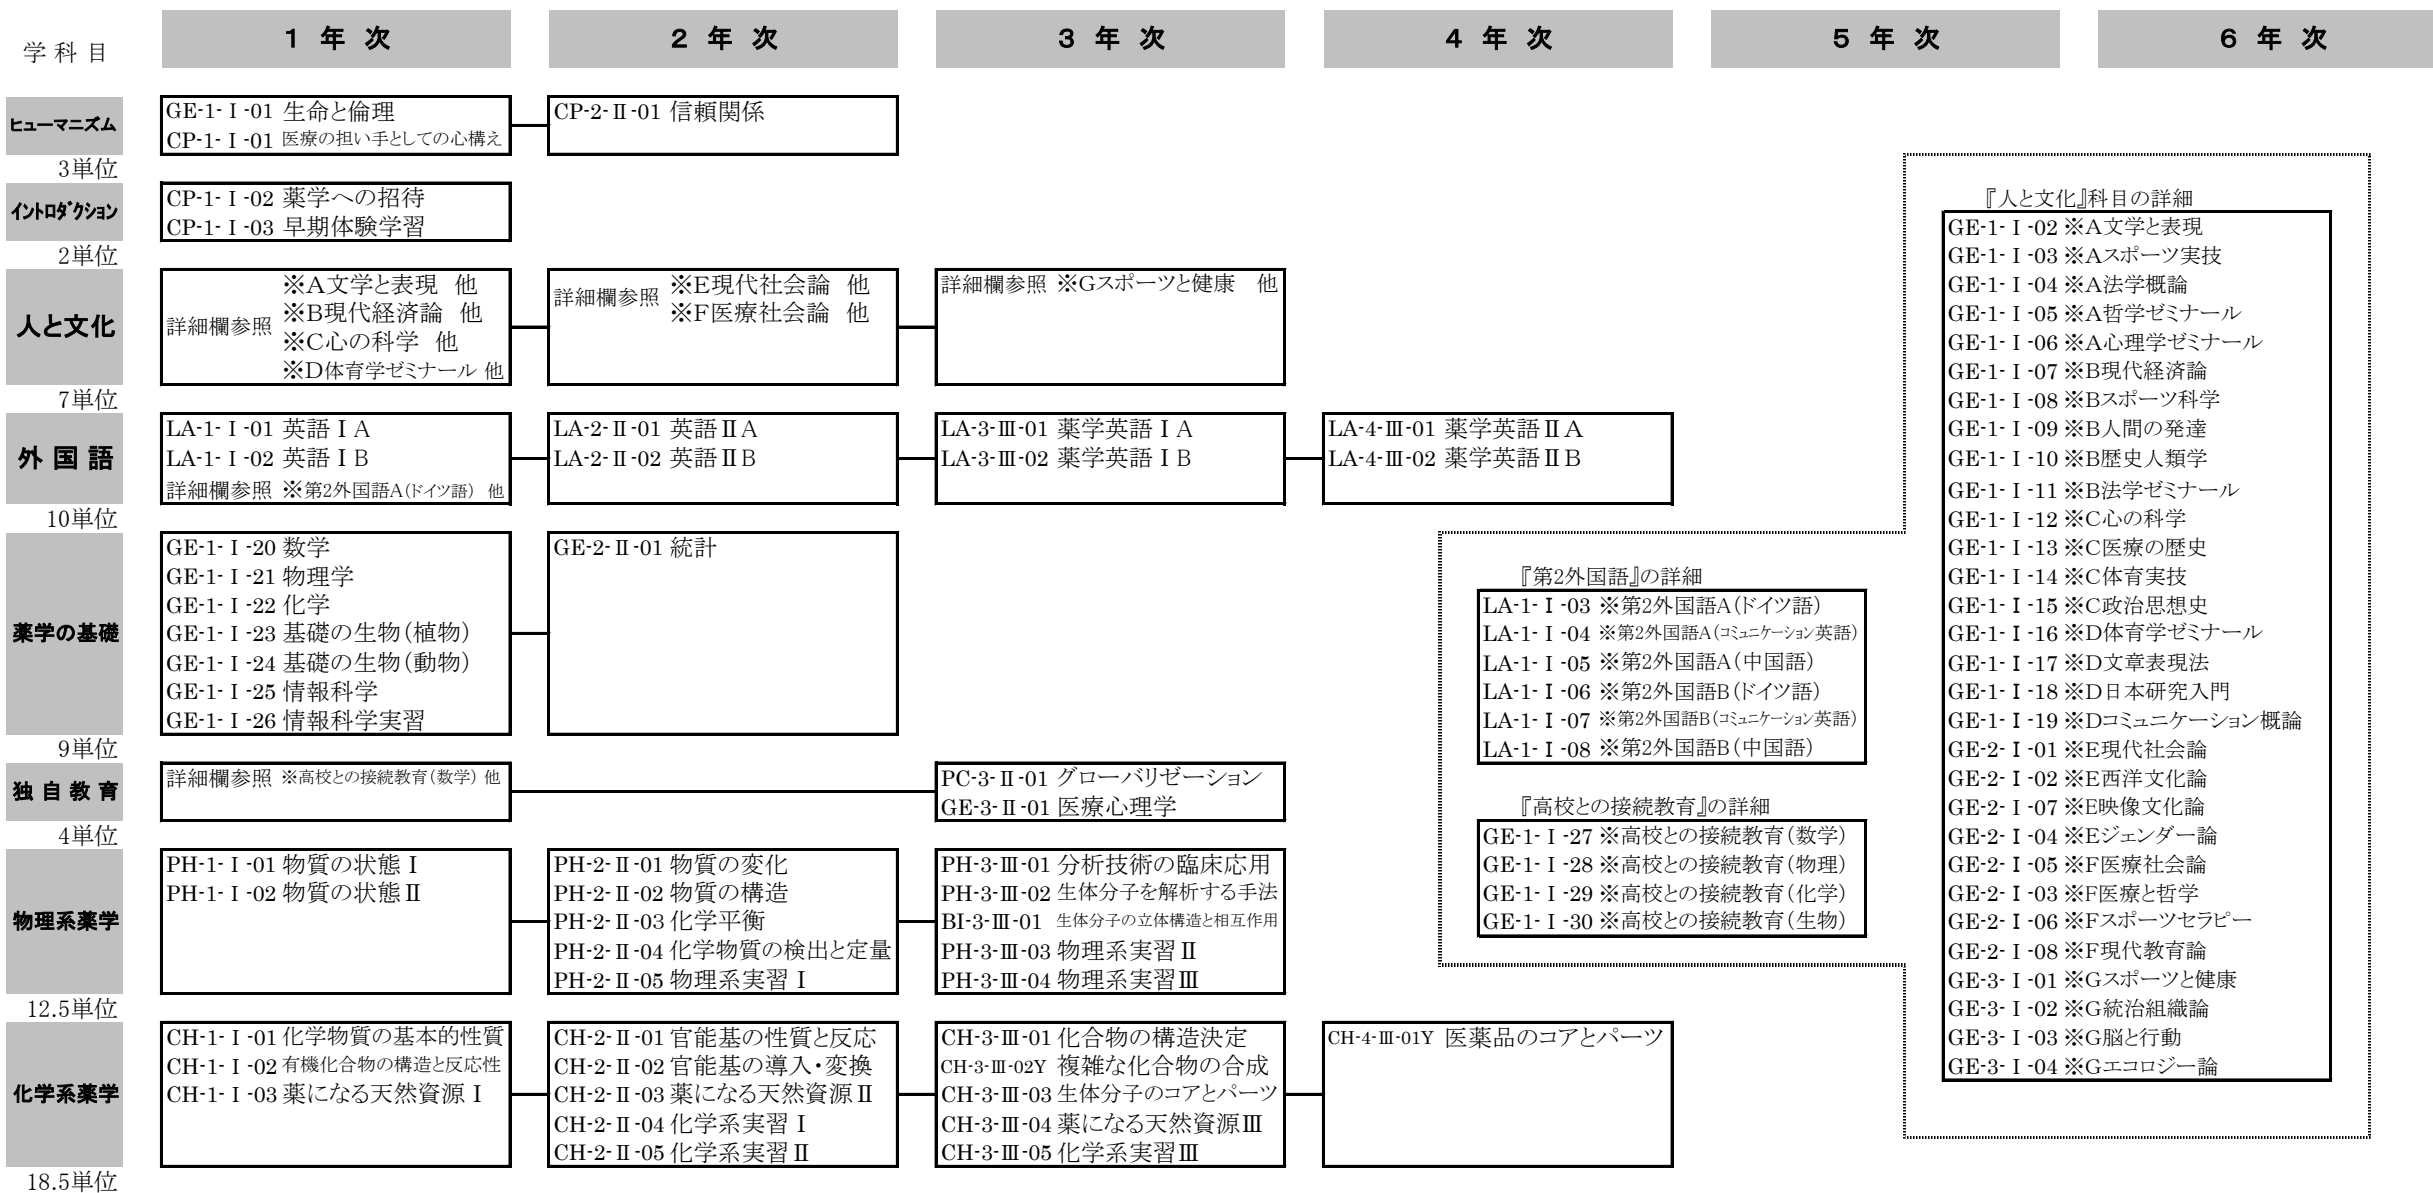 学科目
1 年 次
2 年 次
3 年 次
4 年 次
5 年 次
6 年 次
ヒューマニズム
3単位
GE-1-Ⅰ-01 生命と倫理
CP-1-Ⅰ-01 医療の担い手としての心構え
CP-2-Ⅱ-01 信頼関係
イントロダクション
2単位
CP-1-Ⅰ-02 薬学への招待
CP-1-Ⅰ-03 早期体験学習
人と文化
7単位
詳細欄参照
※A文学と表現 他
※B現代経済論 他
※C心の科学 他
※D体育学ゼミナール 他
詳細欄参照
※E現代社会論 他
※F医療社会論 他
詳細欄参照 ※Gスポーツと健康 他
外 国 語
10単位
LA-1-Ⅰ-01 英語ⅠA
LA-1-Ⅰ-02 英語ⅠB
詳細欄参照 ※第2外国語A(ドイツ語) 他
LA-2-Ⅱ-01 英語ⅡA
LA-2-Ⅱ-02 英語ⅡB
LA-3-Ⅲ-01 薬学英語ⅠA
LA-3-Ⅲ-02 薬学英語ⅠB
LA-4-Ⅲ-01 薬学英語ⅡA
LA-4-Ⅲ-02 薬学英語ⅡB
薬学の基礎
9単位
GE-1-Ⅰ-20 数学
GE-1-Ⅰ-21 物理学
GE-1-Ⅰ-22 化学
GE-1-Ⅰ-23 基礎の生物(植物)
GE-1-Ⅰ-24 基礎の生物(動物)
GE-1-Ⅰ-25 情報科学
GE-1-Ⅰ-26 情報科学実習
GE-2-Ⅱ-01 統計
独 自 教 育
4単位
詳細欄参照 ※高校との接続教育(数学) 他
PC-3-Ⅱ-01 グローバリゼーション
GE-3-Ⅱ-01 医療心理学
物理系薬学
12.5単位
PH-1-Ⅰ-01 物質の状態Ⅰ
PH-1-Ⅰ-02 物質の状態Ⅱ
PH-2-Ⅱ-01 物質の変化
PH-2-Ⅱ-02 物質の構造
PH-2-Ⅱ-03 化学平衡
PH-2-Ⅱ-04 化学物質の検出と定量
PH-2-Ⅱ-05 物理系実習Ⅰ
PH-3-Ⅲ-01 分析技術の臨床応用
PH-3-Ⅲ-02 生体分子を解析する手法
BI-3-Ⅲ-01 生体分子の立体構造と相互作用
PH-3-Ⅲ-03 物理系実習Ⅱ
PH-3-Ⅲ-04 物理系実習Ⅲ
化学系薬学
18.5単位
CH-1-Ⅰ-01 化学物質の基本的性質
CH-1-Ⅰ-02 有機化合物の構造と反応性
CH-1-Ⅰ-03 薬になる天然資源Ⅰ
CH-2-Ⅱ-01 官能基の性質と反応
CH-2-Ⅱ-02 官能基の導入・変換
CH-2-Ⅱ-03 薬になる天然資源Ⅱ
CH-2-Ⅱ-04 化学系実習Ⅰ
CH-2-Ⅱ-05 化学系実習Ⅱ
CH-3-Ⅲ-01 化合物の構造決定
CH-3-Ⅲ-02Y 複雑な化合物の合成
CH-3-Ⅲ-03 生体分子のコアとパーツ
CH-3-Ⅲ-04 薬になる天然資源Ⅲ
CH-3-Ⅲ-05 化学系実習Ⅲ
CH-4-Ⅲ-01Y 医薬品のコアとパーツ
『第2外国語』の詳細
LA-1-Ⅰ-03 ※第2外国語A(ドイツ語)
LA-1-Ⅰ-04 ※第2外国語A(コミュニケーション英語)
LA-1-Ⅰ-05 ※第2外国語A(中国語)
LA-1-Ⅰ-06 ※第2外国語B(ドイツ語)
LA-1-Ⅰ-07 ※第2外国語B(コミュニケーション英語)
LA-1-Ⅰ-08 ※第2外国語B(中国語)
『高校との接続教育』の詳細
GE-1-Ⅰ-27 ※高校との接続教育(数学)
GE-1-Ⅰ-28 ※高校との接続教育(物理)
GE-1-Ⅰ-29 ※高校との接続教育(化学)
GE-1-Ⅰ-30 ※高校との接続教育(生物)
『人と文化』科目の詳細
GE-1-Ⅰ-02 ※A文学と表現
GE-1-Ⅰ-03 ※Aスポーツ実技
GE-1-Ⅰ-04 ※A法学概論
GE-1-Ⅰ-05 ※A哲学ゼミナール
GE-1-Ⅰ-06 ※A心理学ゼミナール
GE-1-Ⅰ-07 ※B現代経済論
GE-1-Ⅰ-08 ※Bスポーツ科学
GE-1-Ⅰ-09 ※B人間の発達
GE-1-Ⅰ-10 ※B歴史人類学
GE-1-Ⅰ-11 ※B法学ゼミナール
GE-1-Ⅰ-12 ※C心の科学
GE-1-Ⅰ-13 ※C医療の歴史
GE-1-Ⅰ-14 ※C体育実技
GE-1-Ⅰ-15 ※C政治思想史
GE-1-Ⅰ-16 ※D体育学ゼミナール
GE-1-Ⅰ-17 ※D文章表現法
GE-1-Ⅰ-18 ※D日本研究入門
GE-1-Ⅰ-19 ※Dコミュニケーション概論
GE-2-Ⅰ-01 ※E現代社会論
GE-2-Ⅰ-02 ※E西洋文化論
GE-2-Ⅰ-07 ※E映像文化論
GE-2-Ⅰ-04 ※Eジェンダー論
GE-2-Ⅰ-05 ※F医療社会論
GE-2-Ⅰ-03 ※F医療と哲学
GE-2-Ⅰ-06 ※Fスポーツセラピー
GE-2-Ⅰ-08 ※F現代教育論
GE-3-Ⅰ-01 ※Gスポーツと健康
GE-3-Ⅰ-02 ※G統治組織論
GE-3-Ⅰ-03 ※G脳と行動
GE-3-Ⅰ-04 ※Gエコロジー論